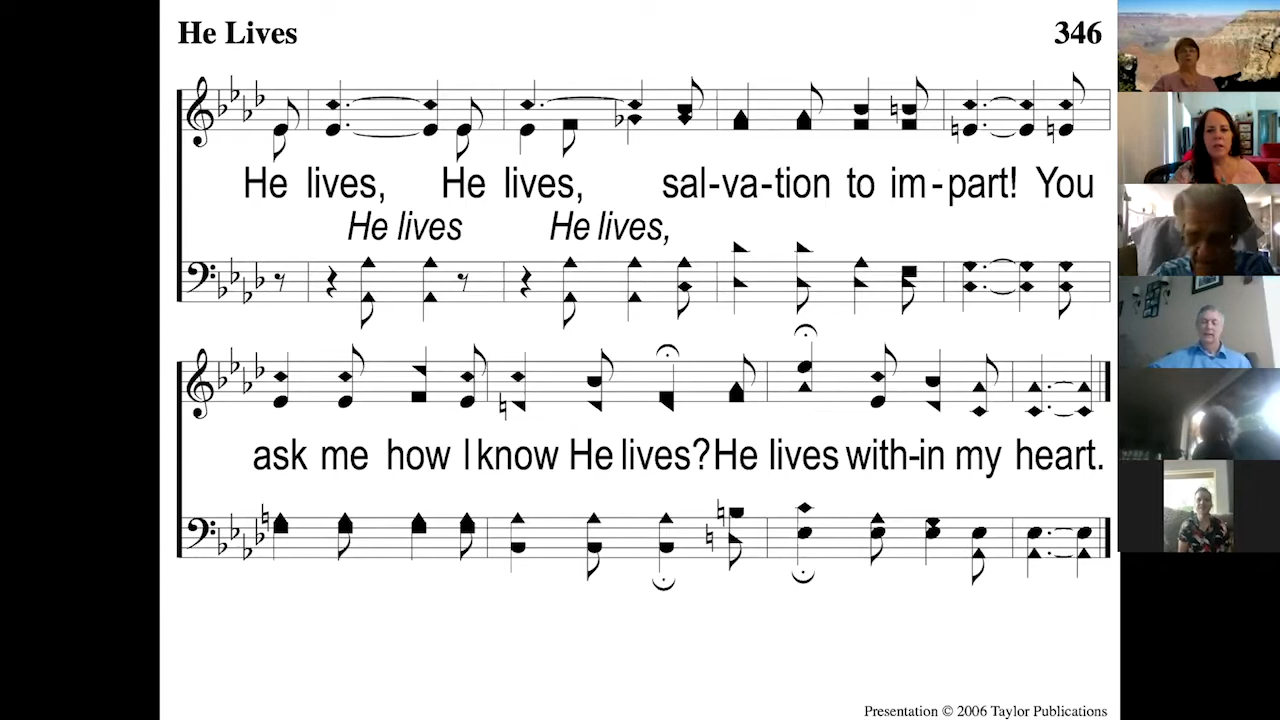 He Lives 346
He lives, He lives, sal-va-tion to im-part! You
He lives He lives,
ask me how I know He lives? He lives with-in my heart.
Presentation © 2006 Taylor Publications